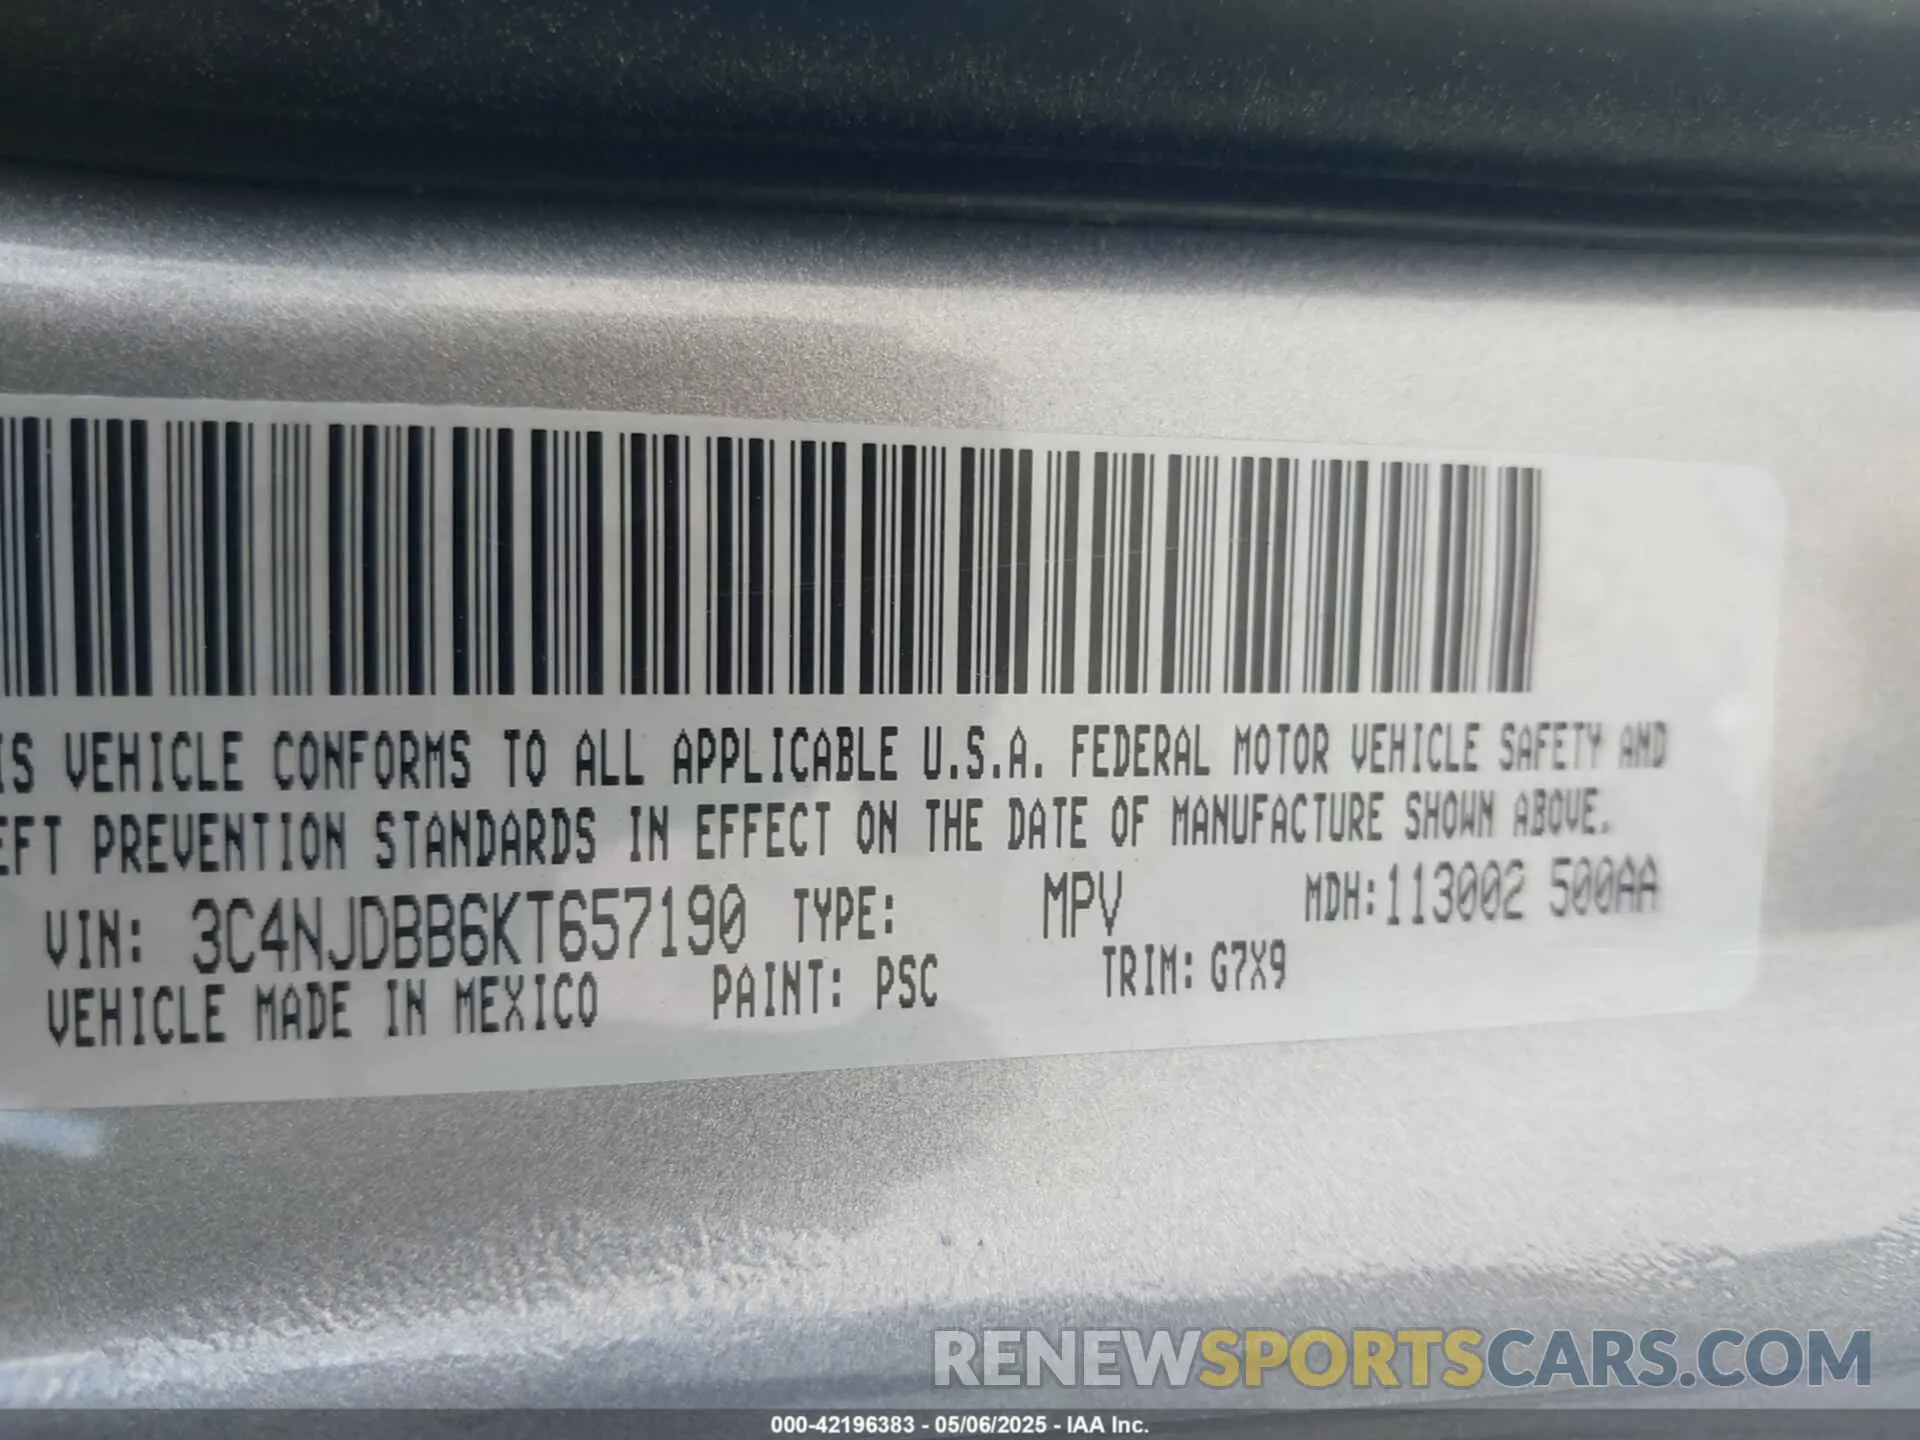 IS VEHICLE CONFORMS TO ALL APPLICABLE U.S.A. FEDERAL MOTOR VEHICLE SAFETY AND
EFT PREVENTION STANDARDS IN EFFECT ON THE DATE OF MANUFACTURE SHOWN ABOVE.
VIN: 3C4NJDBB6KT657190 TYPE: MPV MDH:113002 500AA
VEHICLE MADE IN MEXICO PAINT: PSC TRIM: G7X9
RENEWSPORTSCARS.COM
000-42196383 - 05/06/2025 - IAA Inc.